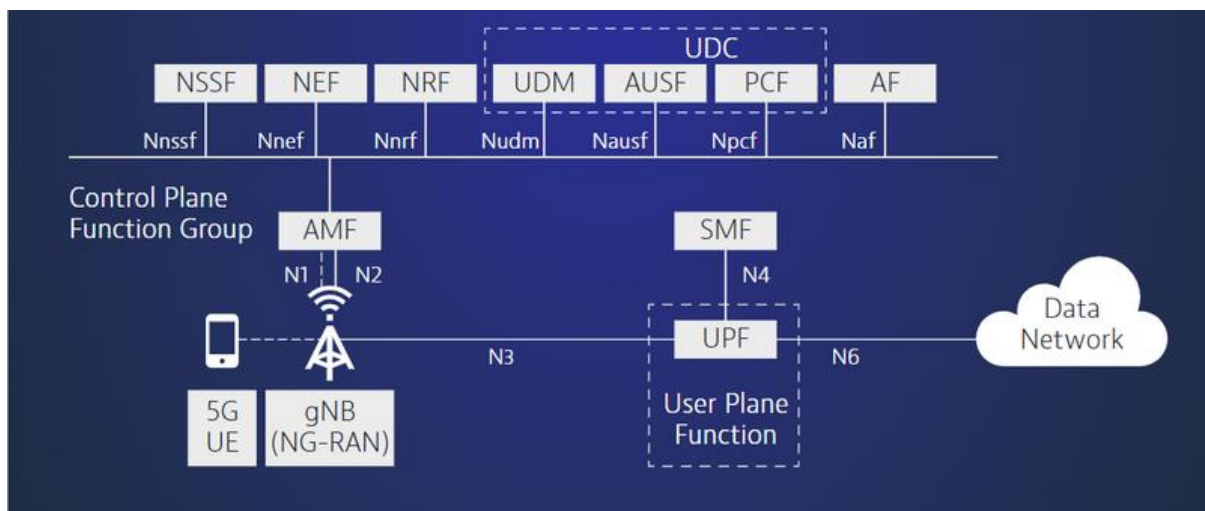 UDC
NSSF
NEF
NRF
UDM
AUSF
PCF
AF
Nnssf
Nnef
Nnrf
Nudm
Nausf
Npcf
Naf
Control Plane
Function Group
AMF
SMF
N1
N2
N4
UPF
Data
Network
N3
N6
5G
UE
gNB
(NG-RAN)
User Plane
Function